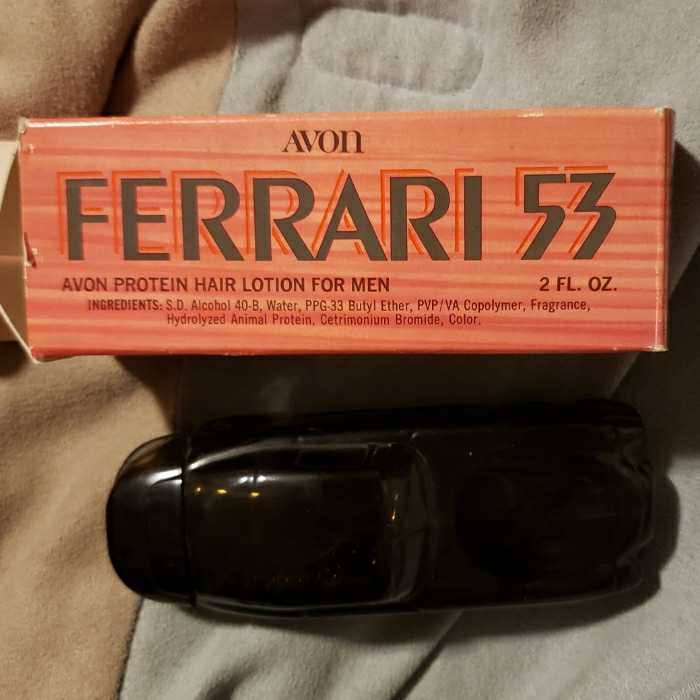 AVON
FERRARI 53
AVON PROTEIN HAIR LOTION FOR MEN 2 FL. OZ.
INGREDIENTS: S.D. Alcohol 40-B, Water, PPG-33 Butyl Ether, PVP/VA Copolymer, Fragrance,
Hydrolyzed Animal Protein, Cetrimonium Bromide, Color.